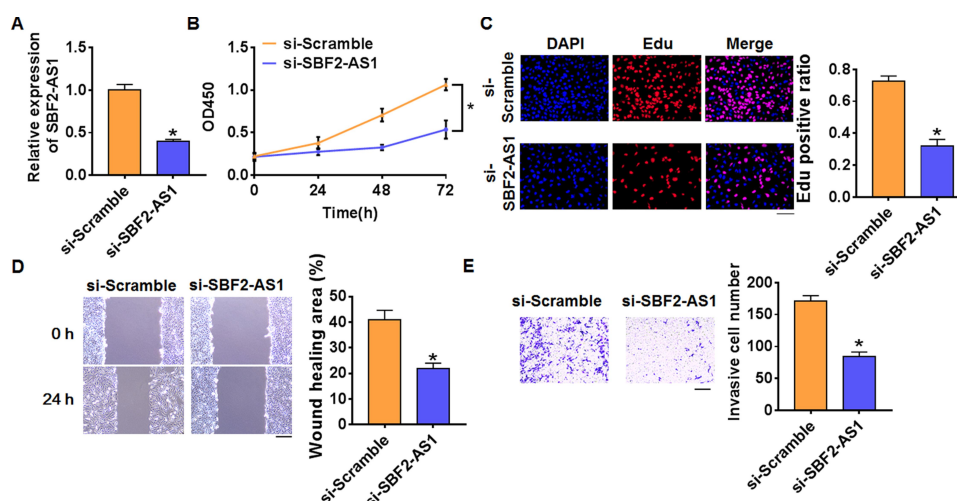 A
Relative expression
of SBF2-AS1
1.5
1.0
0.5
0.0
*
si-Scramble
si-SBF2-AS1
B
si-Scramble
si-SBF2-AS1
OD450
1.5
1.0
0.5
0.0
*
0 24 48 72
Time(h)
C
DAPI Edu Merge
si-
Scramble
si-
SBF2-AS1
Edu positive ratio
0.8
0.6
0.4
0.2
0.0
*
si-Scramble
si-SBF2-AS1
D
si-Scramble si-SBF2-AS1
0 h
24 h
Wound healing area (%)
50
40
30
20
10
0
*
si-Scramble
si-SBF2-AS1
E
si-Scramble si-SBF2-AS1
Invasive cell number
200
150
100
50
0
*
si-Scramble
si-SBF2-AS1